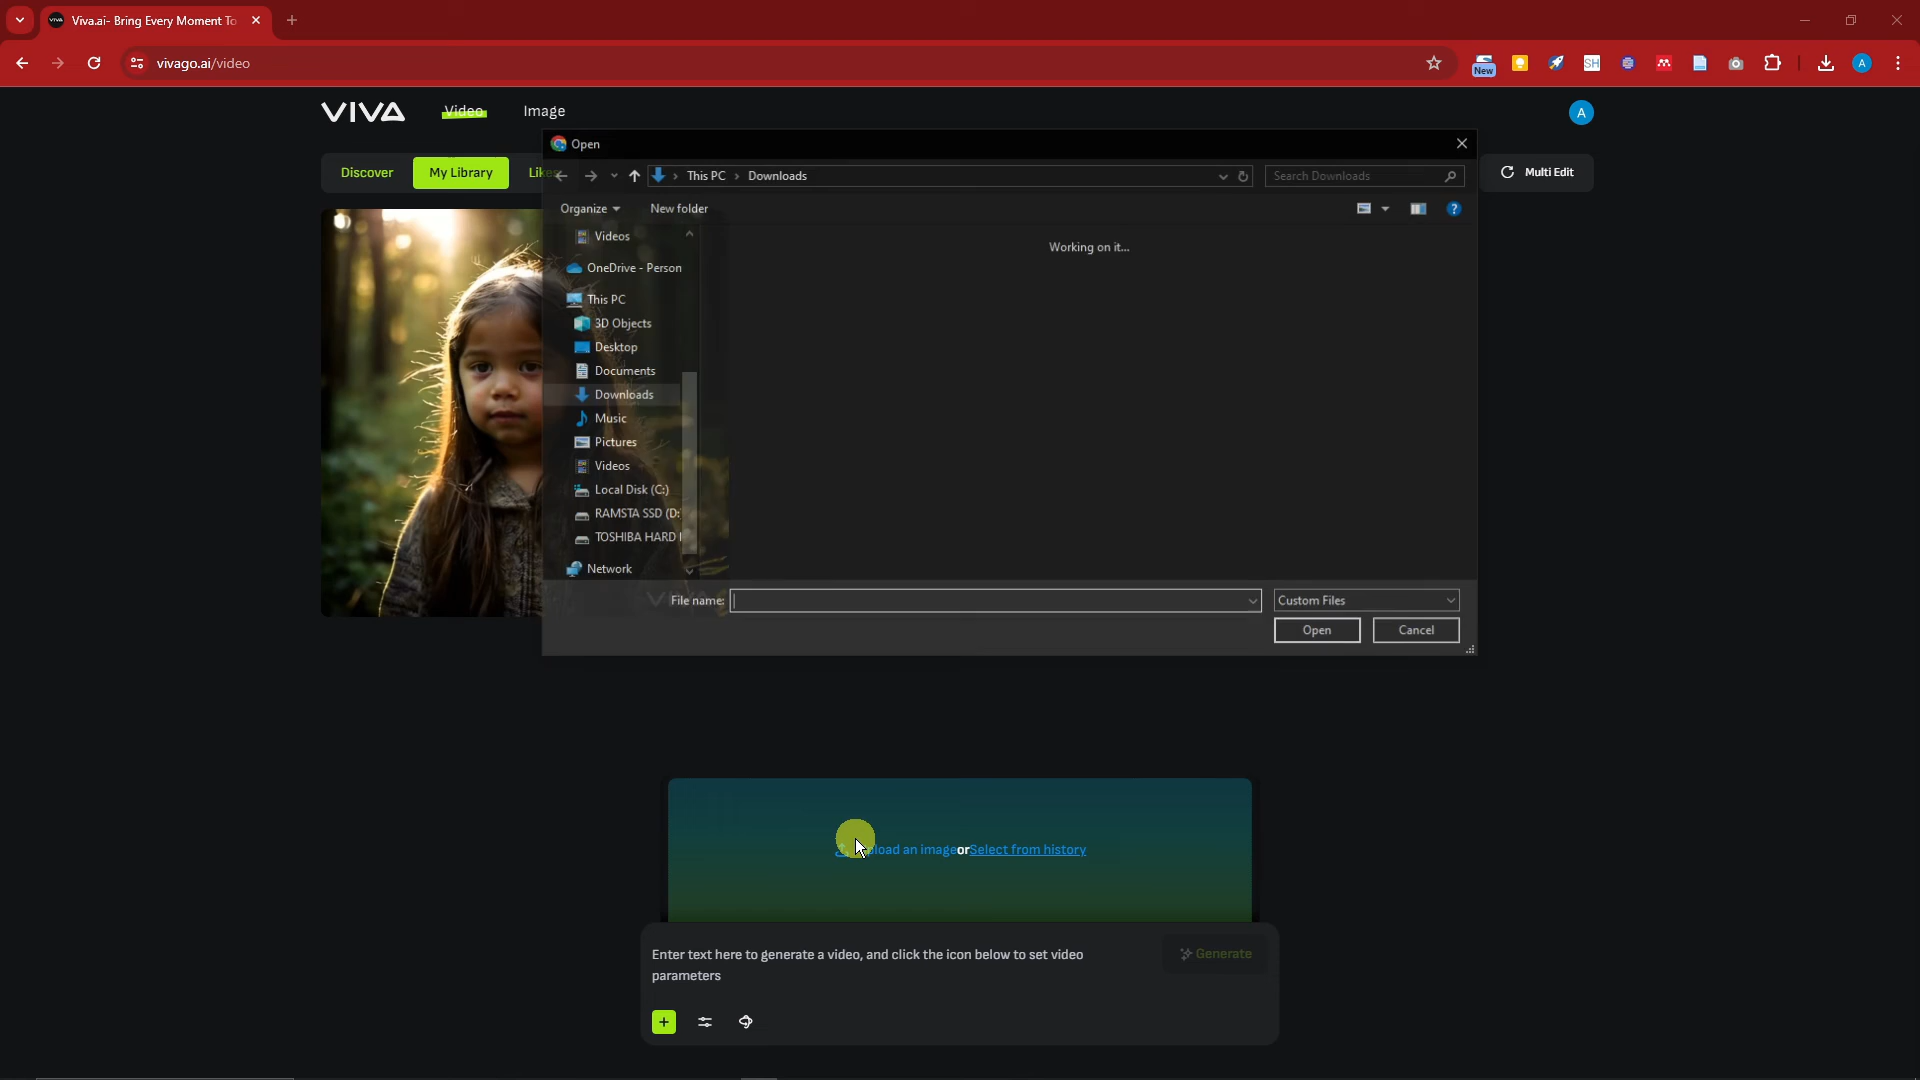 Viva.ai- Bring Every Moment To
vivago.ai/video
New
SH
A
VIVA
Video
Image
A
Discover
My Library
Likes
Multi Edit
Open
This PC
Downloads
Search Downloads
Organize
New folder
Videos
OneDrive - Person
This PC
3D Objects
Desktop
Documents
Downloads
Music
Pictures
Videos
Local Disk (C:)
RAMSTA SSD (D:
TOSHIBA HARD
Network
Working on it...
File name:
Custom Files
Open
Cancel
load an image or Select from history
Enter text here to generate a video, and click the icon below to set video
parameters
Generate